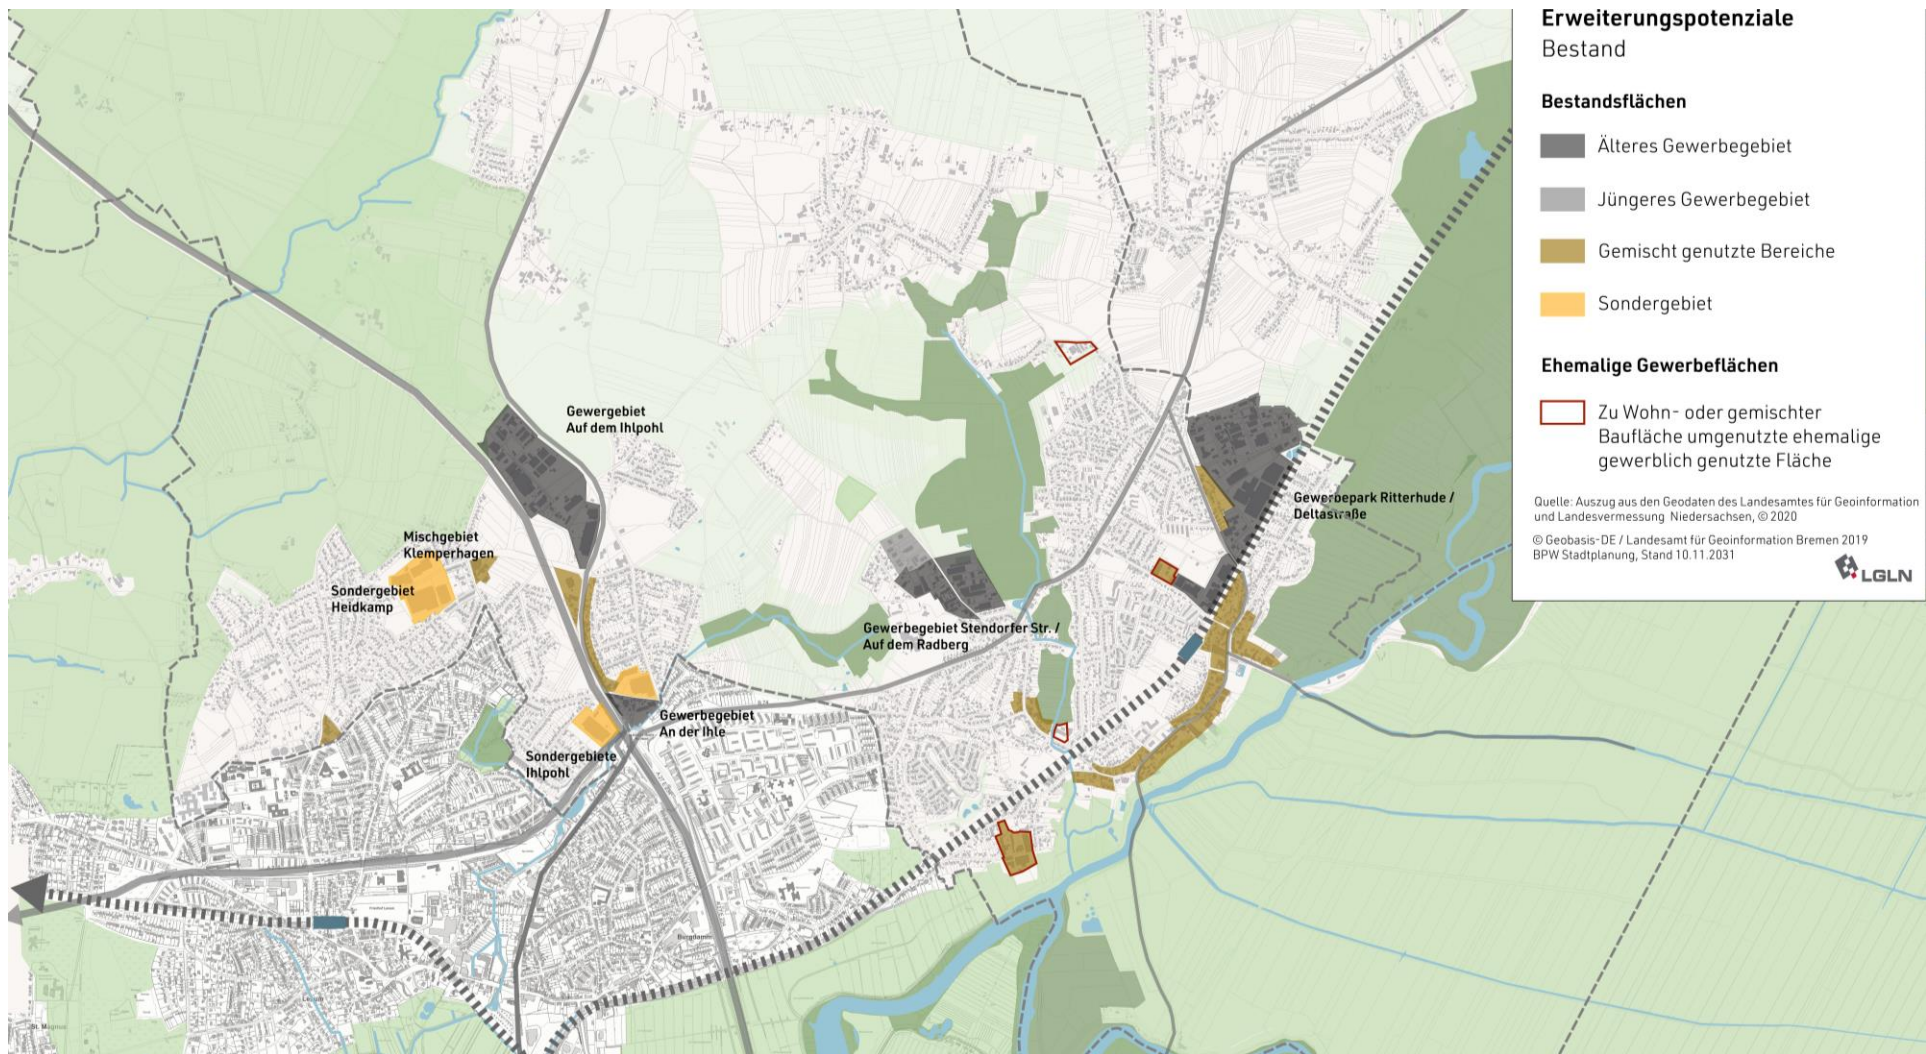 Erweiterungspotenziale
Bestand
Bestandsflächen
Älteres Gewerbegebiet
Jüngeres Gewerbegebiet
Gemischt genutzte Bereiche
Sondergebiet
Ehemalige Gewerbeflächen
Zu Wohn- oder gemischter
Baufläche umgenutzte ehemalige
gewerblich genutzte Fläche
Quelle: Auszug aus den Geodaten des Landesamtes für Geoinformation
und Landesvermessung Niedersachsen, © 2020
© Geobasis-DE / Landesamt für Geoinformation Bremen 2019
BPW Stadtplanung, Stand 10.11.2031
LGLN
Gewergebiet
Auf dem Ihlpohl
Gewerbepark Ritterhude /
Deltastraße
Mischgebiet
Klemperhagen
Sondergebiet
Heidkamp
Gewerbegebiet Stendorfer Str. /
Auf dem Radberg
Gewerbegebiet
An der Ihle
Sondergebiete
Ihlpohl
Burgdamm
St. Magnus